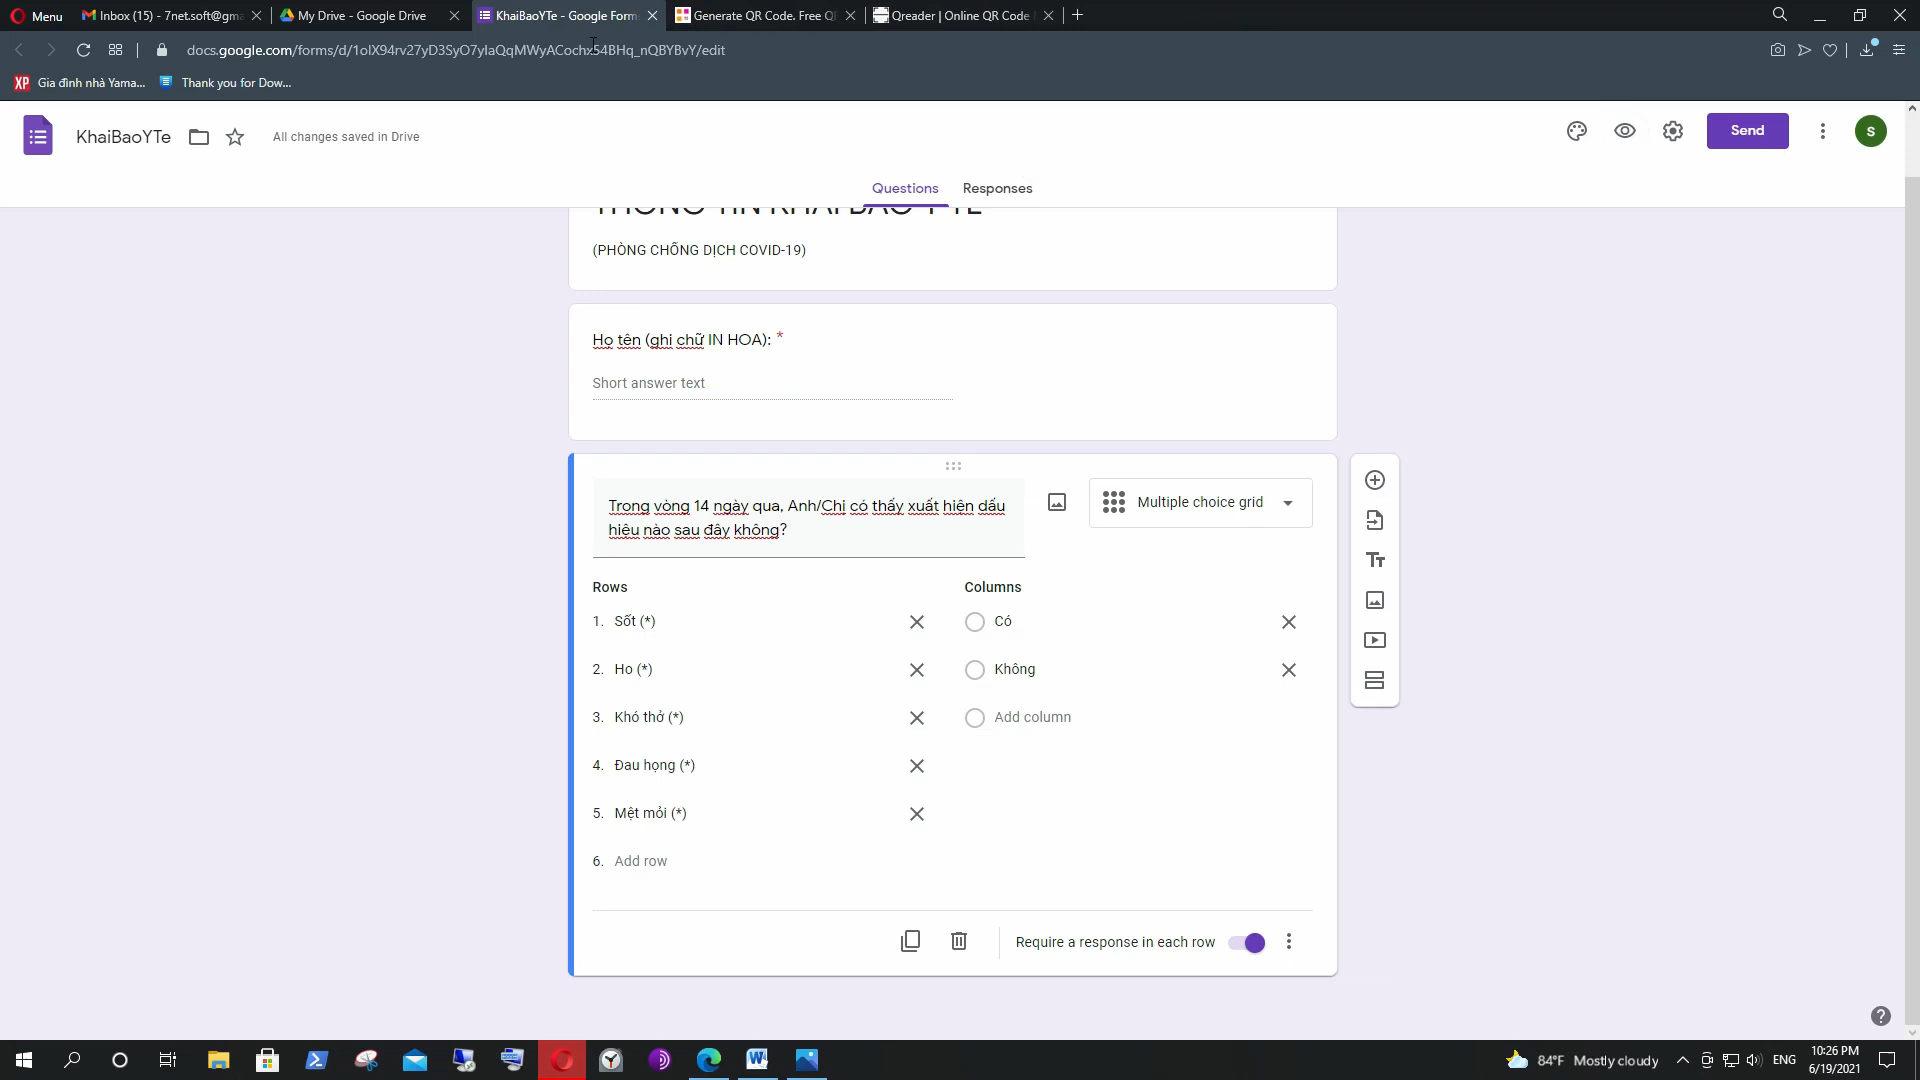 Menu
Inbox (15) - 7net.soft@gma
My Drive - Google Drive
KhaiBaoYTe - Google Form
Generate QR Code. Free Q
Qreader | Online QR Code
docs.google.com/forms/d/1olX94rv27yD3SyO7ylaQqMWyACochx54BHq_nQBYBvY/edit
XP Gia đình nhà Yama...
Thank you for Dow...
KhaiBaoYTe
All changes saved in Drive
Send
S
Questions
Responses
THÔNG TIN KHAI BÁO Y TẾ
(PHÒNG CHỐNG DỊCH COVID-19)
Họ tên (ghi chữ IN HOA): *
Short answer text
Trong vòng 14 ngày qua, Anh/Chị có thấy xuất hiện dấu
hiệu nào sau đây không?
Multiple choice grid
Rows
Columns
1. Sốt (*)
Có
2. Ho (*)
Không
3. Khó thở (*)
Add column
4. Đau họng (*)
5. Mệt mỏi (*)
6. Add row
Require a response in each row
84°F Mostly cloudy
ENG
10:26 PM
6/19/2021